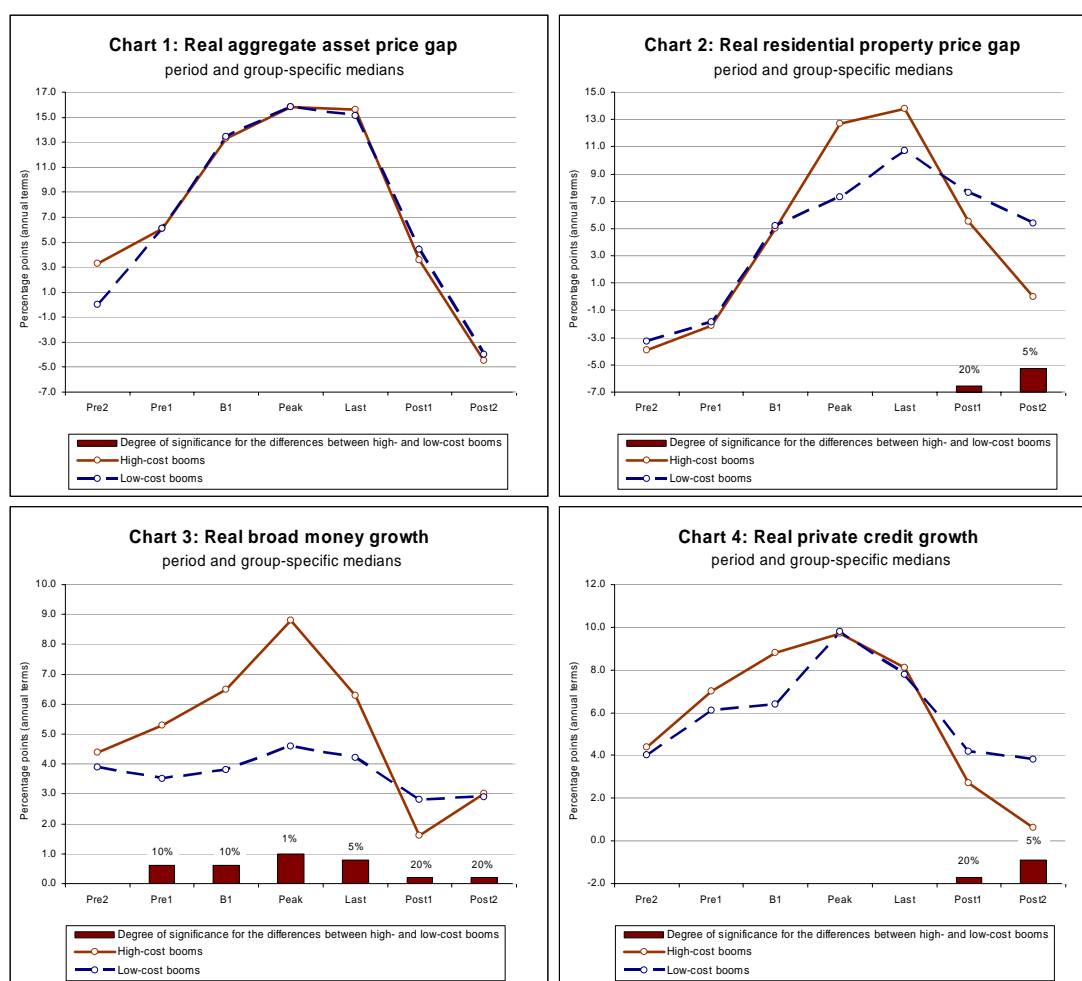 Chart 1: Real aggregate asset price gap
period and group-specific medians
Percentage points (annual terms)
17.0
15.0
13.0
11.0
9.0
7.0
5.0
3.0
1.0
-1.0
-3.0
-5.0
-7.0
Pre2 Pre1 B1 Peak Last Post1 Post2
Degree of significance for the differences between high- and low-cost booms
High-cost booms
Low-cost booms
Chart 2: Real residential property price gap
period and group-specific medians
Percentage points (annual terms)
15.0
13.0
11.0
9.0
7.0
5.0
3.0
1.0
-1.0
-3.0
-5.0
-7.0
20% 5%
Pre2 Pre1 B1 Peak Last Post1 Post2
Degree of significance for the differences between high- and low-cost booms
High-cost booms
Low-cost booms
Chart 3: Real broad money growth
period and group-specific medians
Percentage points (annual terms)
10.0
9.0
8.0
7.0
6.0
5.0
4.0
3.0
2.0
1.0
0.0
10% 10% 1% 5% 20% 20%
Pre2 Pre1 B1 Peak Last Post1 Post2
Degree of significance for the differences between high- and low-cost booms
High-cost booms
Low-cost booms
Chart 4: Real private credit growth
period and group-specific medians
Percentage points (annual terms)
12.0
10.0
8.0
6.0
4.0
2.0
0.0
-2.0
20% 5%
Pre2 Pre1 B1 Peak Last Post1 Post2
Degree of significance for the differences between high- and low-cost booms
High-cost booms
Low-cost booms